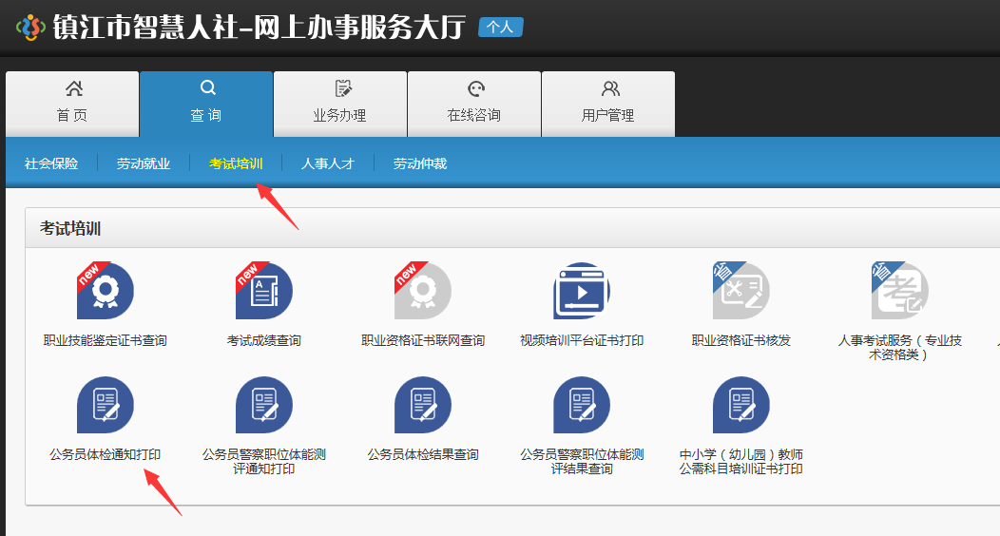 镇江市智慧人社-网上办事服务大厅 个人
首 页 查 询 业务办理 在线咨询 用户管理
社会保险 劳动就业 考试培训 人事人才 劳动仲裁
考试培训
new new new 省 省
A 考
职业技能鉴定证书查询 考试成绩查询 职业资格证书联网查询 视频培训平台证书打印 职业资格证书核发 人事考试服务（专业技
术资格类）
公务员体检通知打印 公务员警察职位体能测 公务员体检结果查询 公务员警察职位体能测 中小学（幼儿园）教师
评通知打印 评结果查询 公需科目培训证书打印